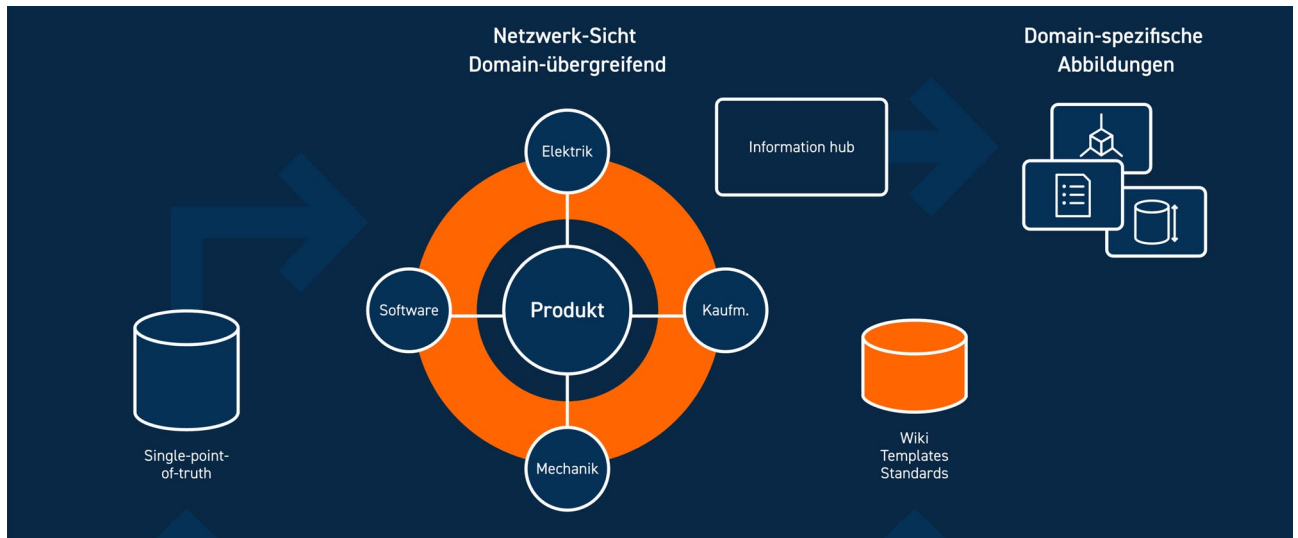 Netzwerk-Sicht
Domain-übergreifend
Domain-spezifische
Abbildungen
Elektrik
Information hub
Software
Produkt
Kaufm.
Mechanik
Single-point-
of-truth
Wiki
Templates
Standards